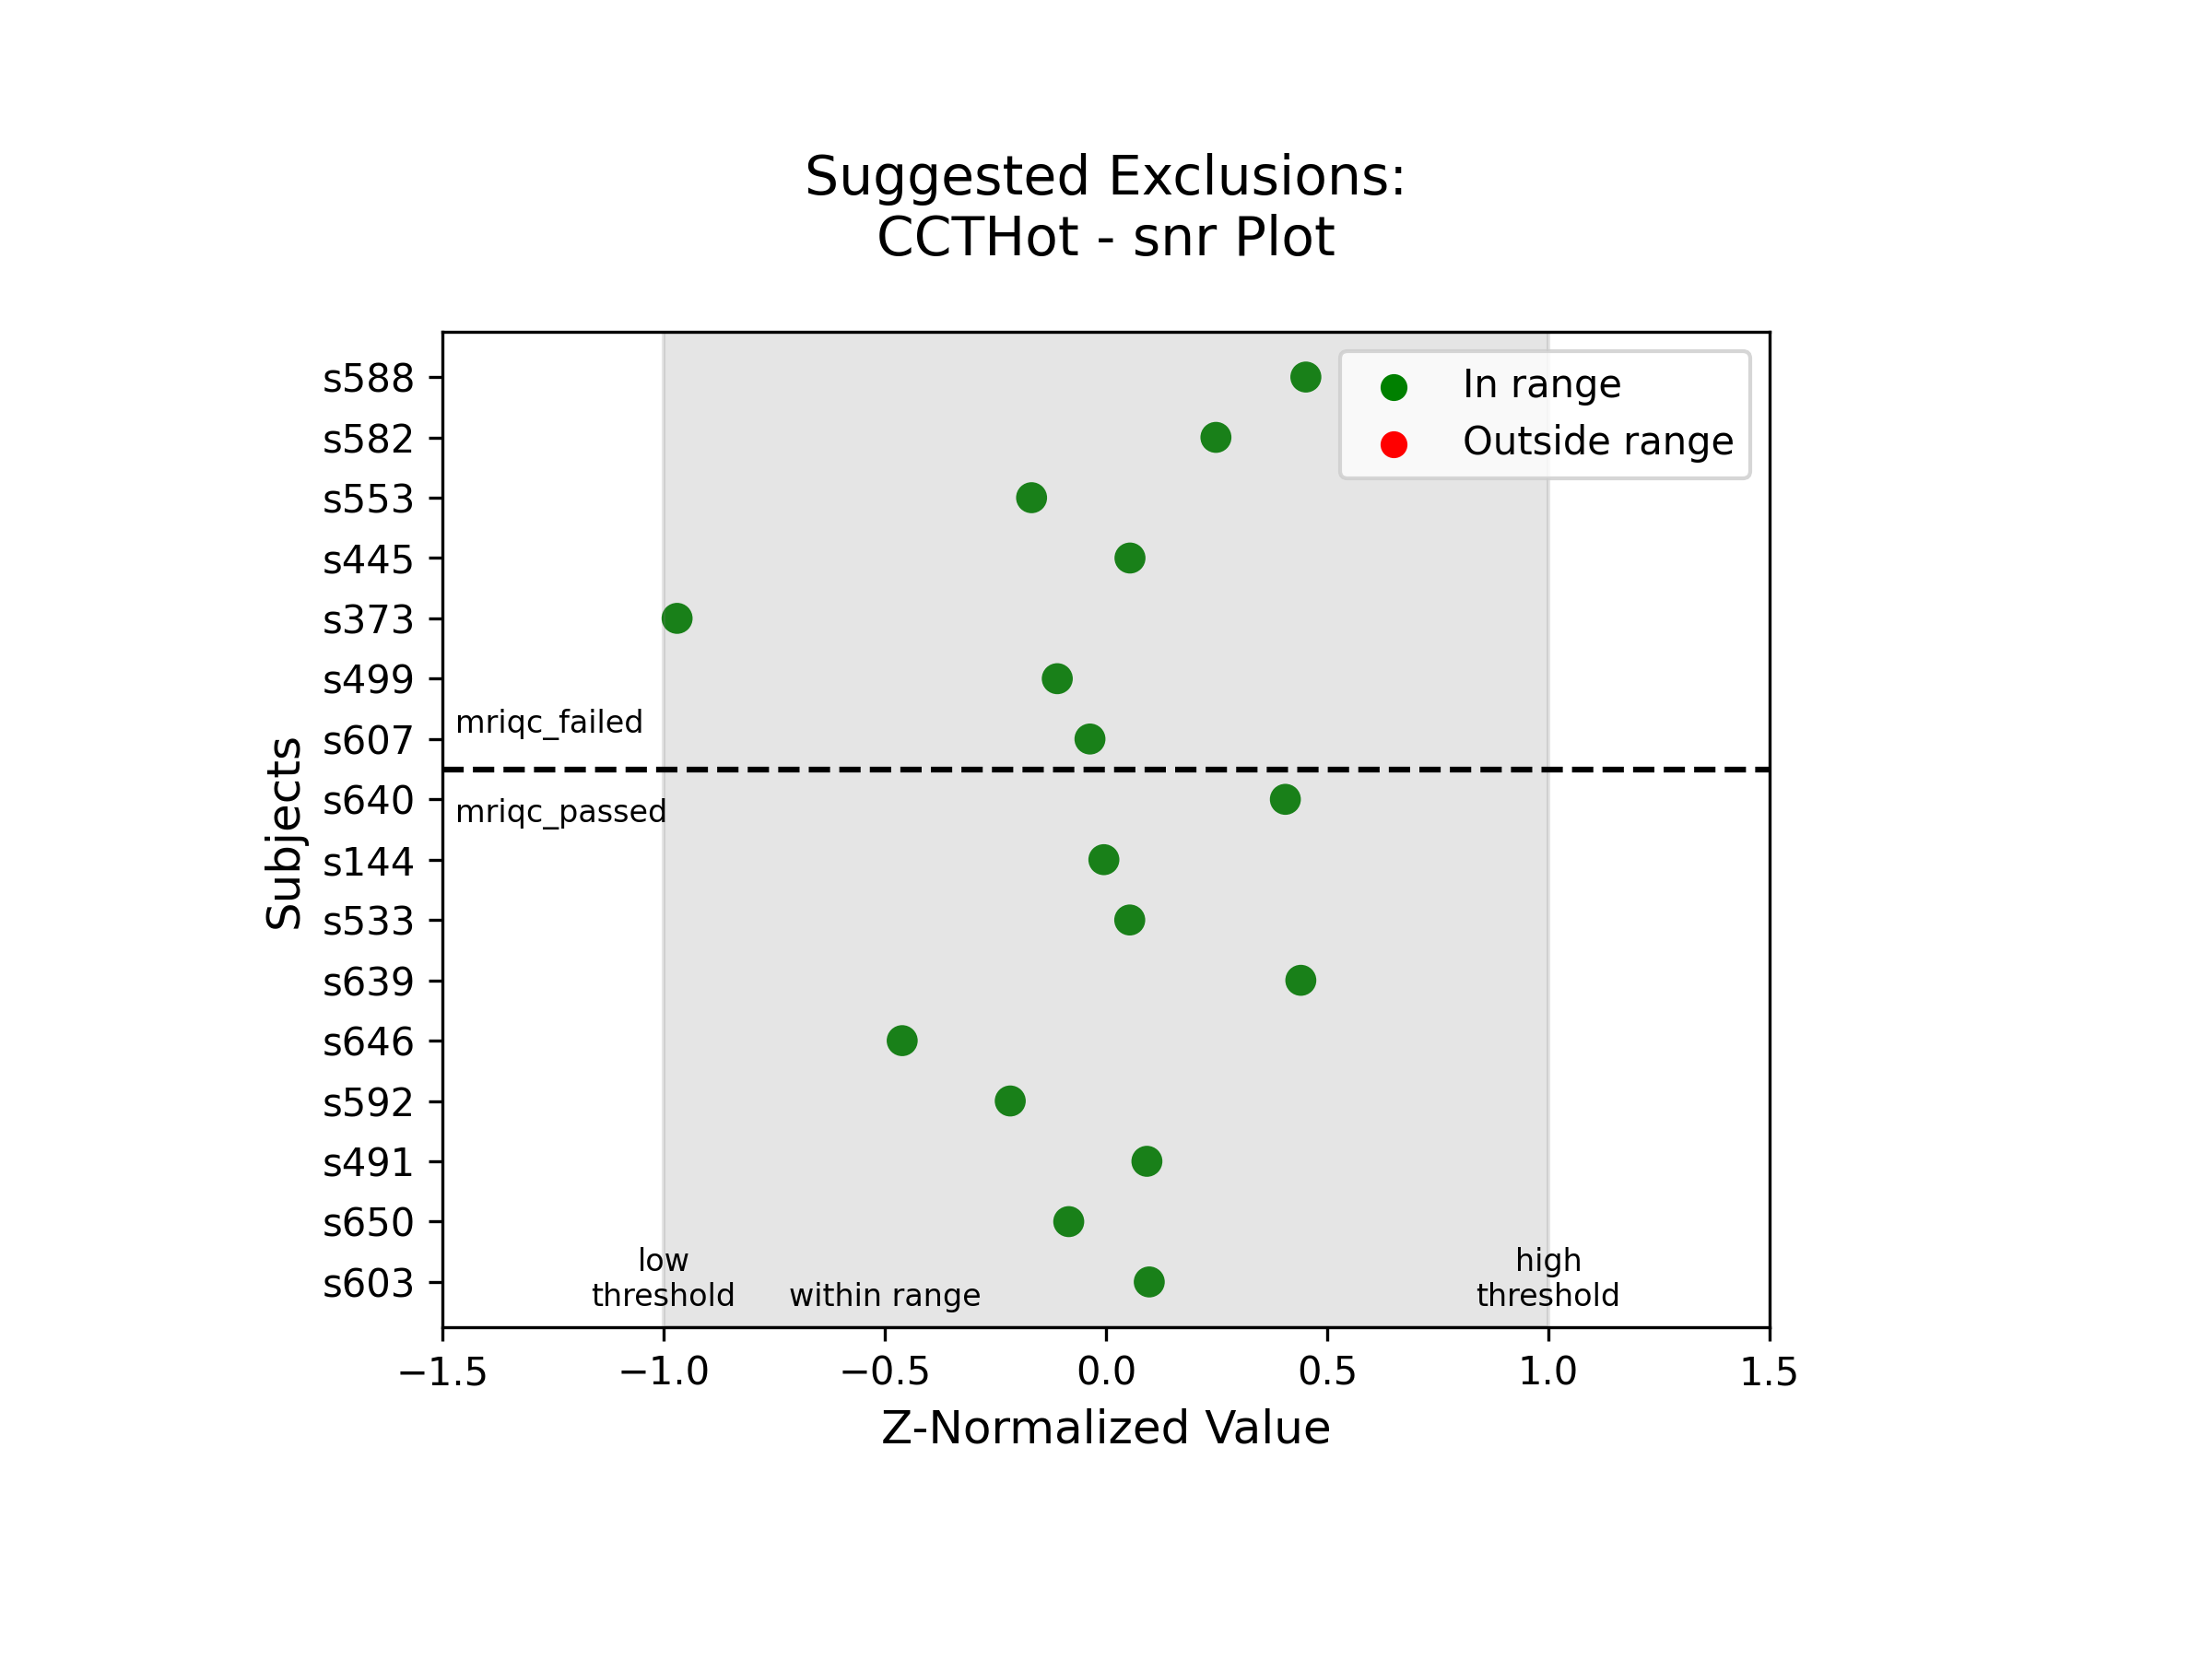 Suggested Exclusions:
CCTHot - snr Plot
In range
Outside range
s588
s582
s553
s445
s373
s499
s607
s640
s144
s533
s639
s646
s592
s491
s650
s603
Subjects
mriqc_failed
mriqc_passed
low
threshold
within range
high
threshold
−1.5
−1.0
−0.5
0.0
0.5
1.0
1.5
Z-Normalized Value